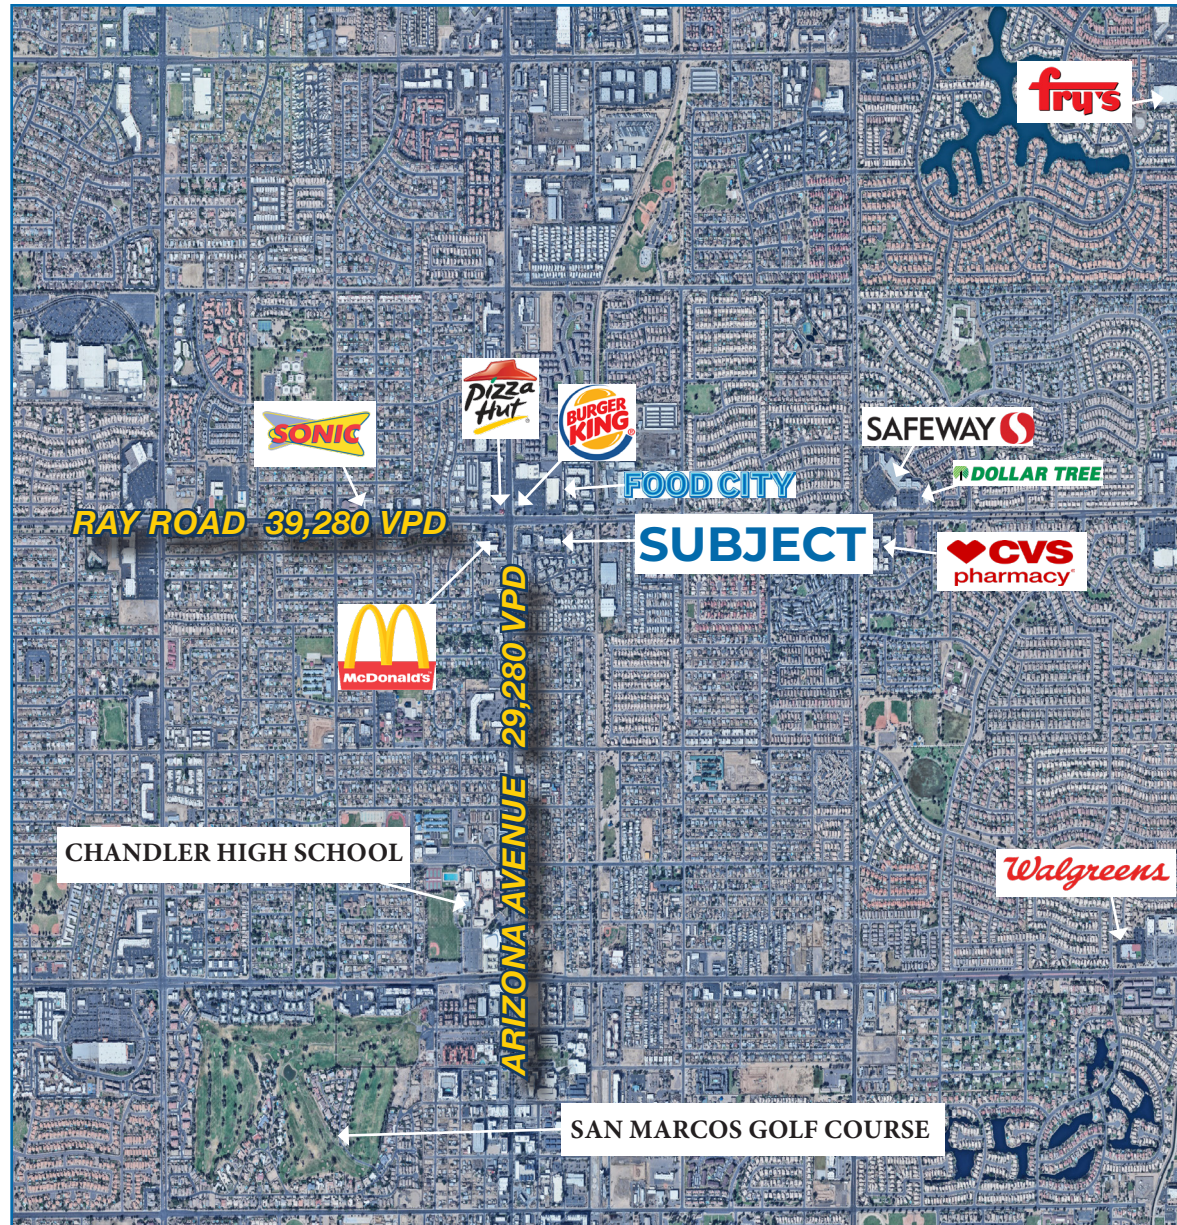 fry's
Pizza
Hut
BURGER
KING
SONIC
SAFEWAY
DOLLAR TREE
FOOD CITY
RAY ROAD 39,280 VPD
SUBJECT
CVS
pharmacy
McDonald's
ARIZONA AVENUE 29,280 VPD
CHANDLER HIGH SCHOOL
Walgreens
SAN MARCOS GOLF COURSE